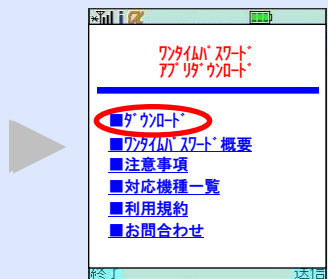 ﾜﾝﾀｲﾑﾊﾟｽﾜｰﾄﾞ
ｱﾌﾟﾘﾀﾞｳﾝﾛｰﾄﾞ
■ﾀﾞｳﾝﾛｰﾄﾞ
■ﾜﾝﾀｲﾑﾊﾟｽﾜｰﾄﾞ概要
■注意事項
■対応機種一覧
■利用規約
■お問合わせ
終了 送信